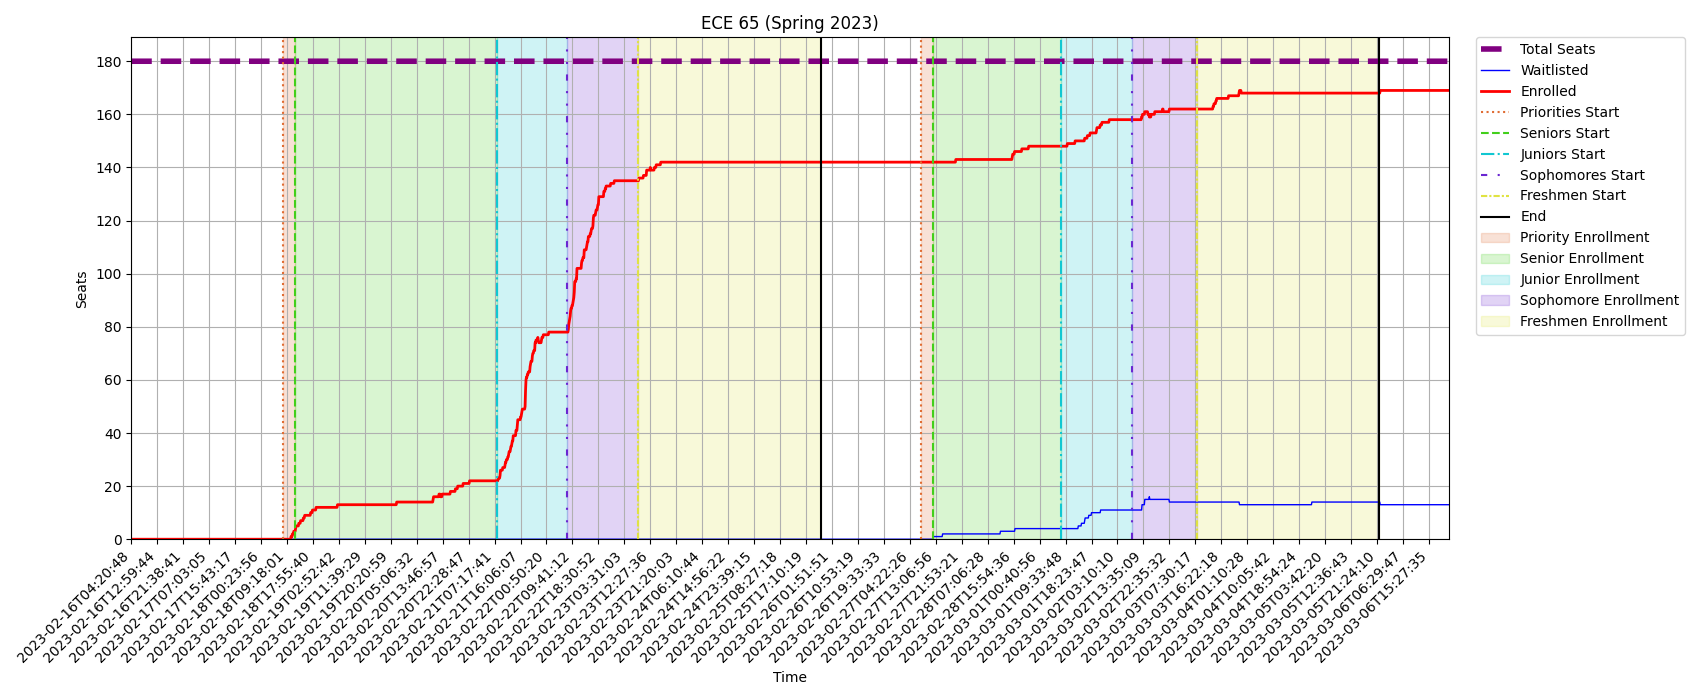 ECE 65 (Spring 2023)
Seats
180
160
140
120
100
80
60
40
20
0
2023-02-16T04:20:48
2023-02-16T12:59:44
2023-02-16T21:38:41
2023-02-17T07:03:05
2023-02-17T15:43:17
2023-02-18T00:23:56
2023-02-18T09:18:01
2023-02-18T17:55:40
2023-02-19T02:52:42
2023-02-19T11:39:29
2023-02-19T20:20:59
2023-02-20T05:06:32
2023-02-20T13:46:57
2023-02-20T22:28:47
2023-02-21T07:17:41
2023-02-21T16:06:07
2023-02-22T00:50:20
2023-02-22T09:41:12
2023-02-22T18:30:52
2023-02-23T03:31:03
2023-02-23T12:27:36
2023-02-23T21:20:03
2023-02-24T06:10:44
2023-02-24T14:56:22
2023-02-24T23:39:15
2023-02-25T08:27:18
2023-02-25T17:10:19
2023-02-26T01:51:51
2023-02-26T10:53:19
2023-02-26T19:33:33
2023-02-27T04:22:26
2023-02-27T13:06:56
2023-02-27T21:53:21
2023-02-28T07:06:28
2023-02-28T15:54:36
2023-03-01T00:40:56
2023-03-01T09:33:48
2023-03-01T18:23:47
2023-03-02T03:10:10
2023-03-02T13:35:09
2023-03-02T22:35:32
2023-03-03T07:30:17
2023-03-03T16:22:18
2023-03-04T01:10:28
2023-03-04T10:05:42
2023-03-04T18:54:24
2023-03-05T03:42:20
2023-03-05T12:36:43
2023-03-05T21:24:10
2023-03-06T06:29:47
2023-03-06T15:27:35
Time
Total Seats
Waitlisted
Enrolled
Priorities Start
Seniors Start
Juniors Start
Sophomores Start
Freshmen Start
End
Priority Enrollment
Senior Enrollment
Junior Enrollment
Sophomore Enrollment
Freshmen Enrollment